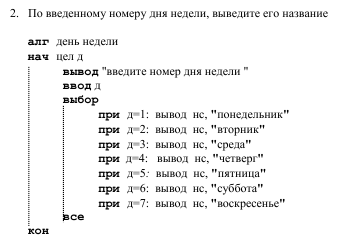 2. По введенному номеру дня недели, выведите его название
алг день недели
нач цел д
вывод "введите номер дня недели "
ввод д
выбор
при д=1: вывод нс, "понедельник"
при д=2: вывод нс, "вторник"
при д=3: вывод нс, "среда"
при д=4: вывод нс, "четверг"
при д=5: вывод нс, "пятница"
при д=6: вывод нс, "суббота"
при д=7: вывод нс, "воскресенье"
все
кон